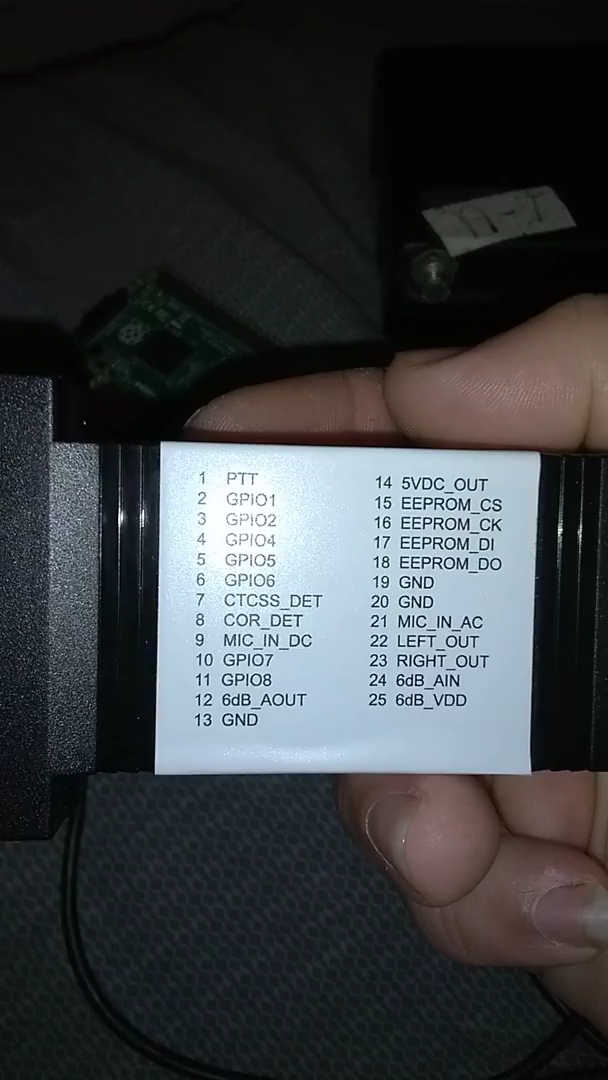 1 PTT
2 GPIO1
3 GPIO2
4 GPIO4
5 GPIO5
6 GPIO6
7 CTCSS_DET
8 COR_DET
9 MIC_IN_DC
10 GPIO7
11 GPIO8
12 6dB_AOUT
13 GND
14 5VDC_OUT
15 EEPROM_CS
16 EEPROM_CK
17 EEPROM_DI
18 EEPROM_DO
19 GND
20 GND
21 MIC_IN_AC
22 LEFT_OUT
23 RIGHT_OUT
24 6dB_AIN
25 6dB_VDD